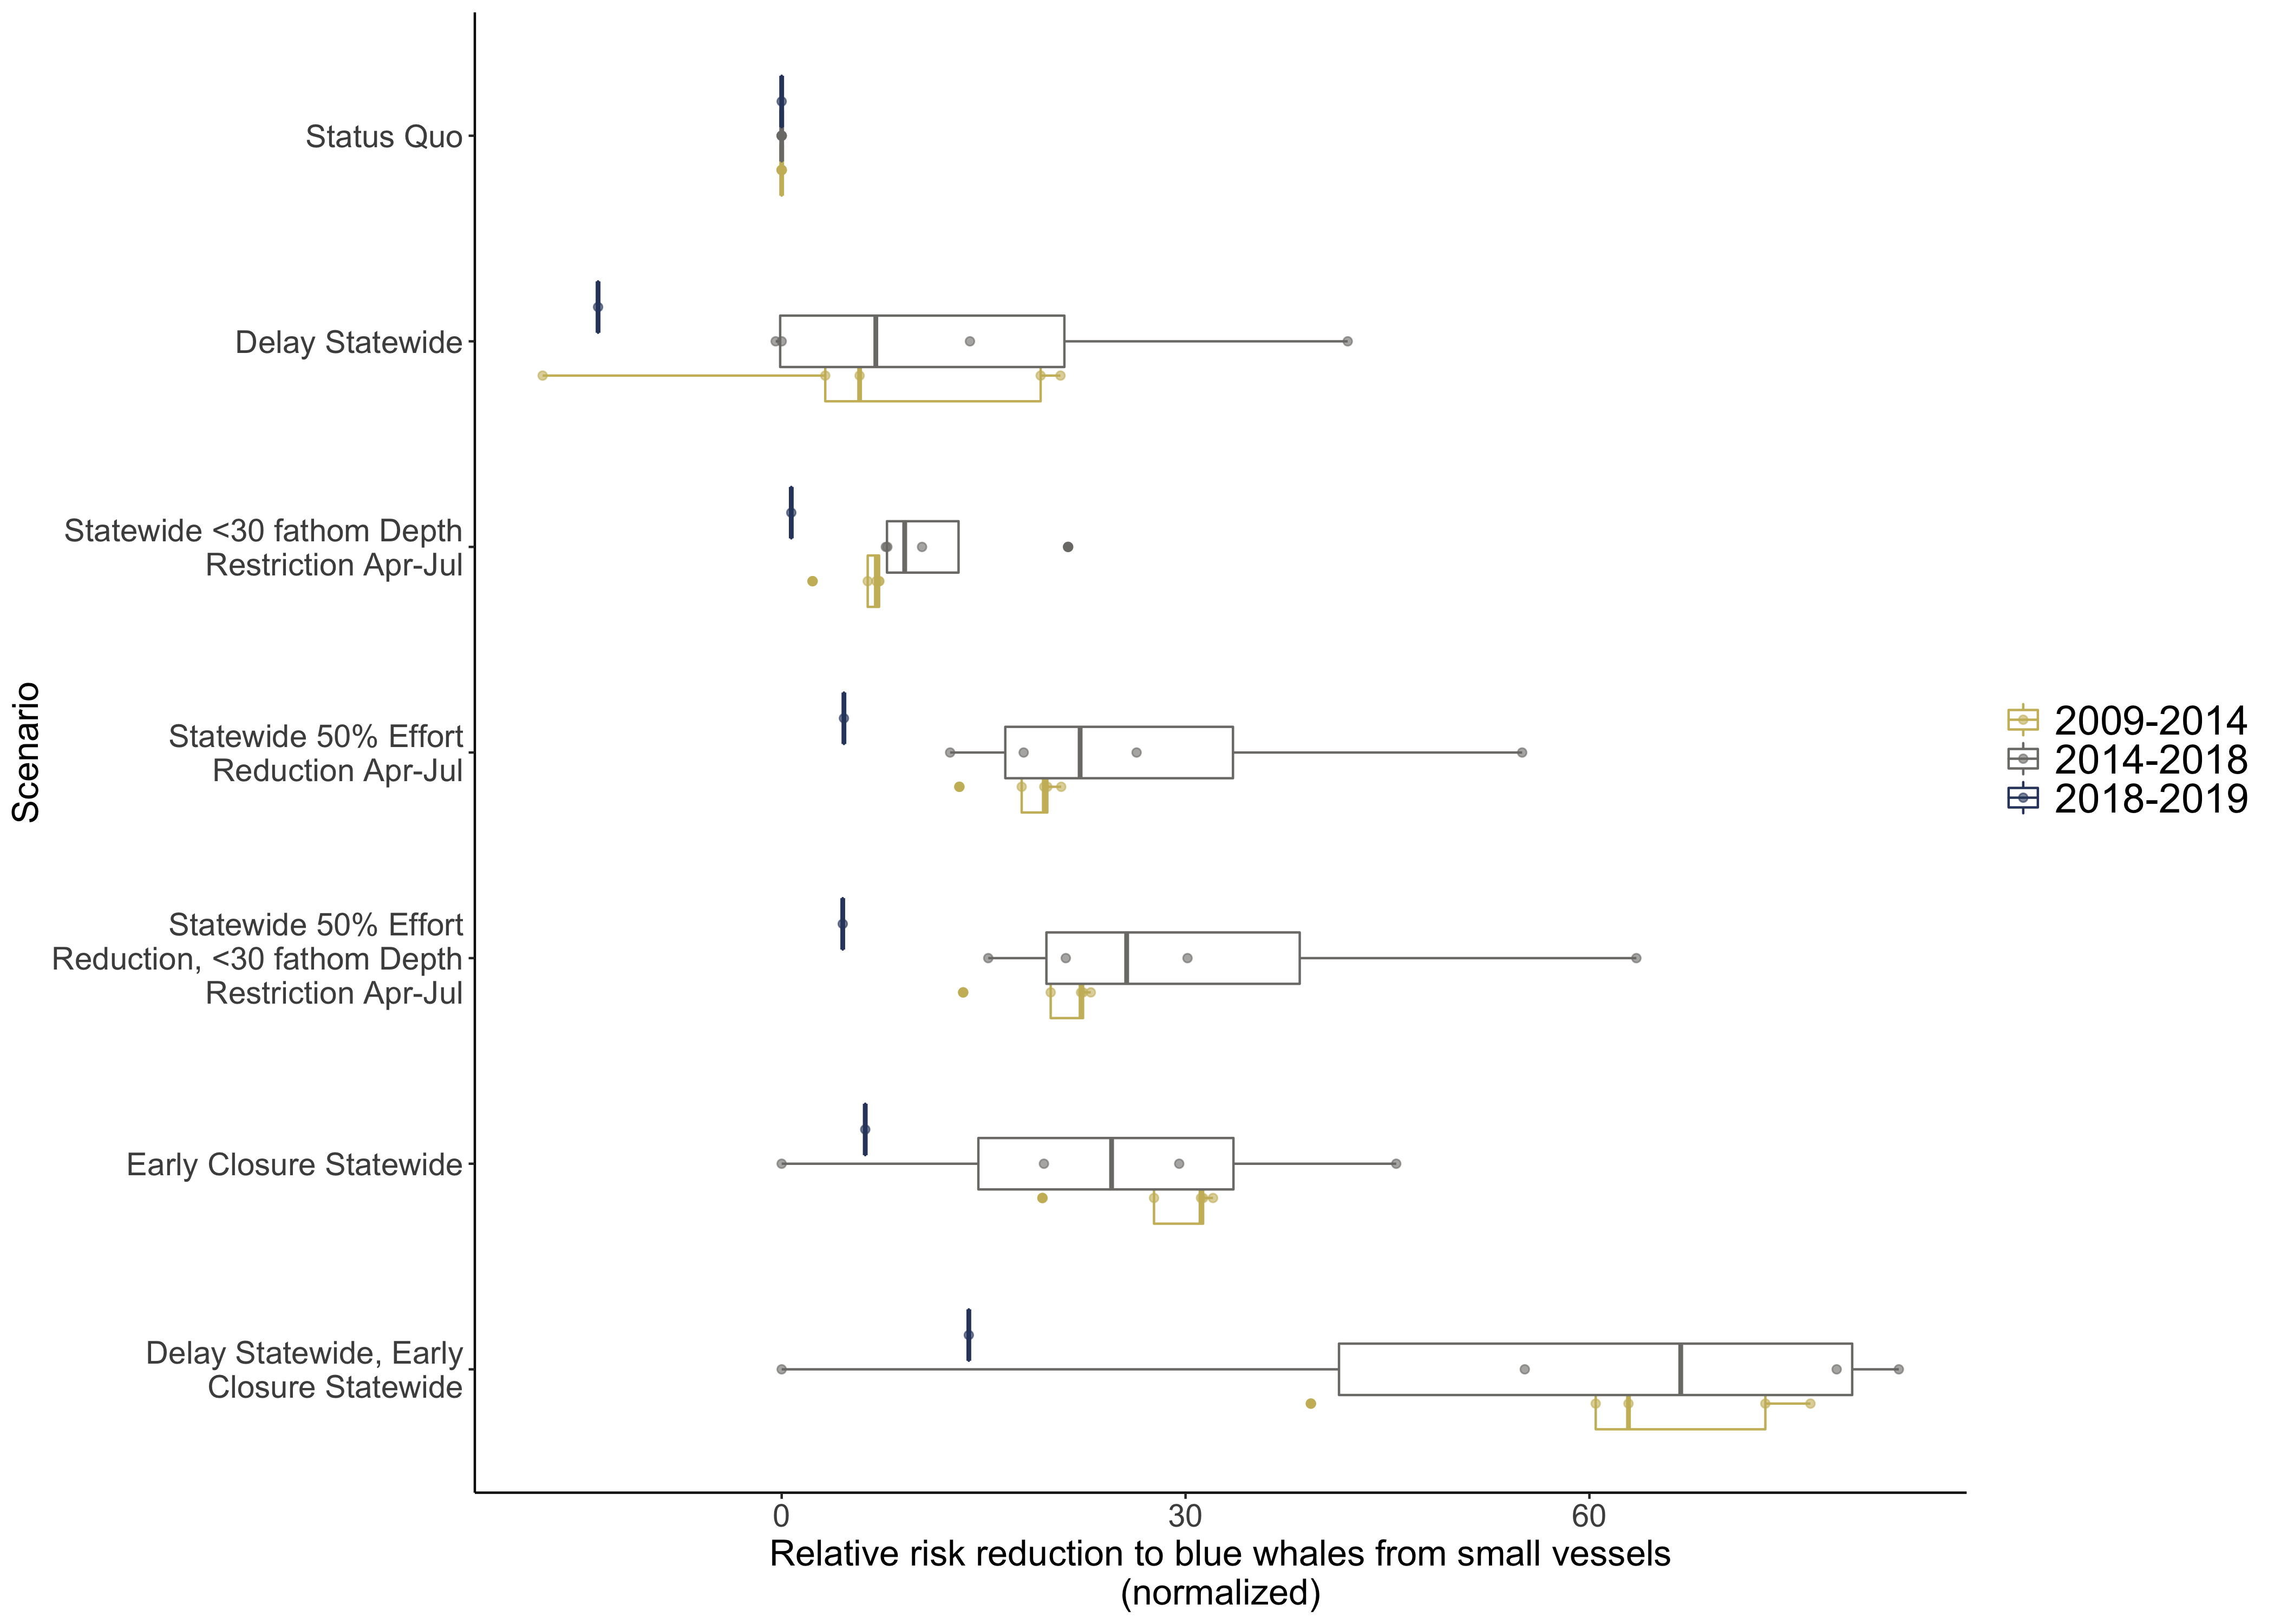 Scenario
Status Quo
Delay Statewide
Statewide <30 fathom Depth
Restriction Apr-Jul
Statewide 50% Effort
Reduction Apr-Jul
Statewide 50% Effort
Reduction, <30 fathom Depth
Restriction Apr-Jul
Early Closure Statewide
Delay Statewide, Early
Closure Statewide
0
30
60
Relative risk reduction to blue whales from small vessels
(normalized)
2009-2014
2014-2018
2018-2019